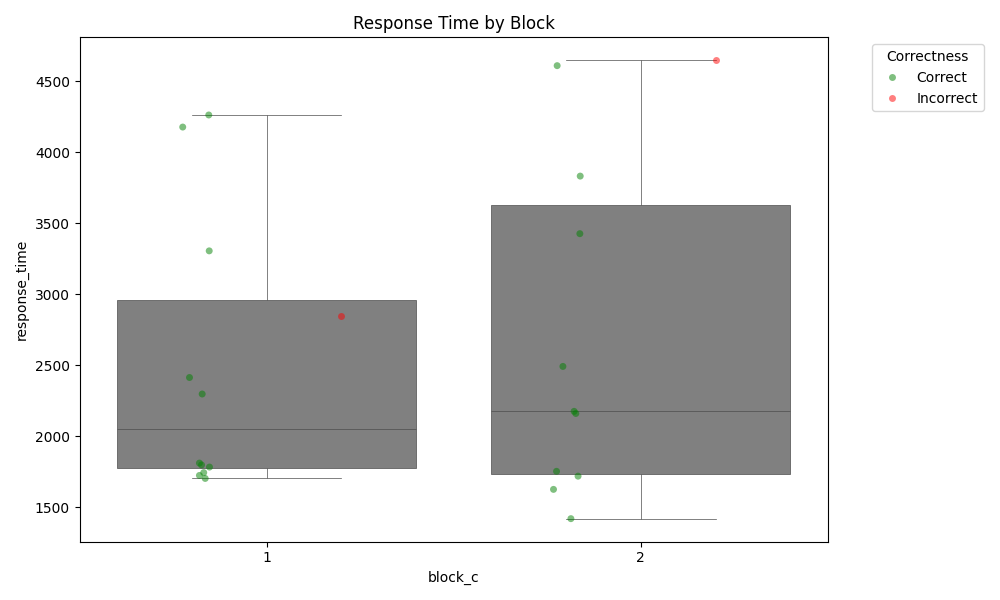 Response Time by Block
Correctness
Correct
Incorrect
4500
4000
3500
3000
2500
2000
1500
response_time
1
2
block_c